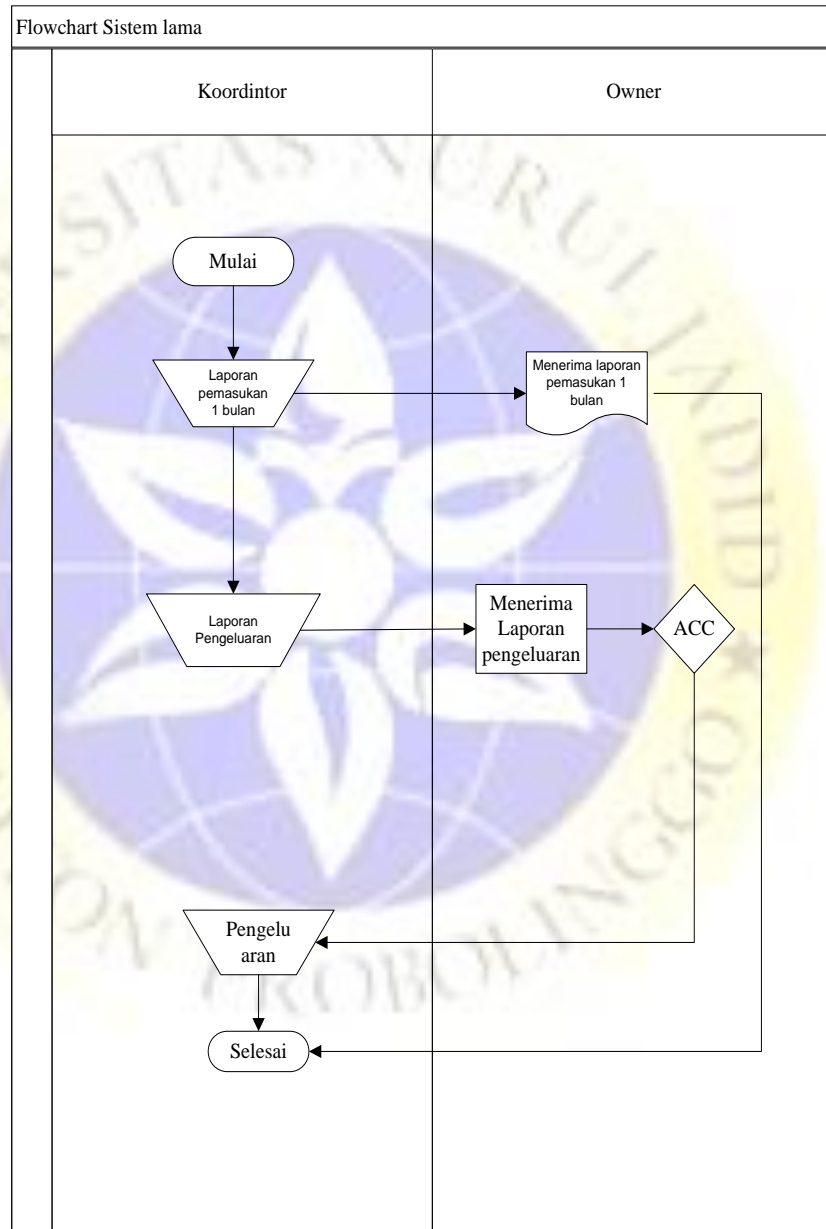 Flowchart Sistem lama
Koordintor
Owner
Mulai
Laporan
pemasukan
1 bulan
Menerima laporan
pemasukan 1
bulan
Laporan
Pengeluaran
Menerima
Laporan
pengeluaran
ACC
Pengelu
aran
Selesai